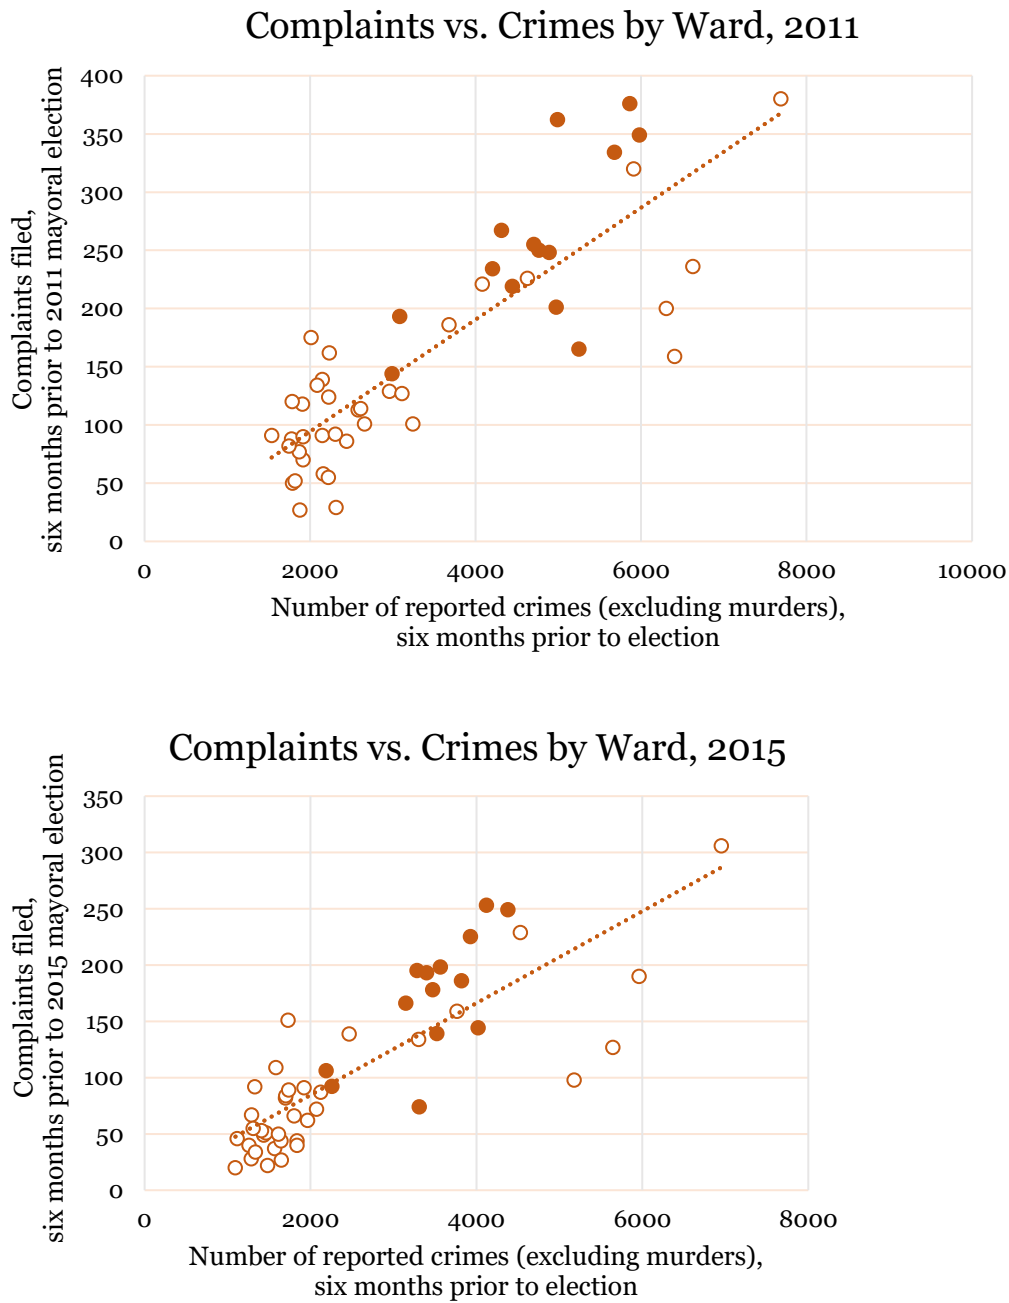 Complaints vs. Crimes by Ward, 2011
Complaints filed,
six months prior to 2011 mayoral election
400
350
300
250
200
150
100
50
0
0 2000 4000 6000 8000 10000
Number of reported crimes (excluding murders),
six months prior to election
Complaints vs. Crimes by Ward, 2015
Complaints filed,
six months prior to 2015 mayoral election
350
300
250
200
150
100
50
0
0 2000 4000 6000 8000
Number of reported crimes (excluding murders),
six months prior to election